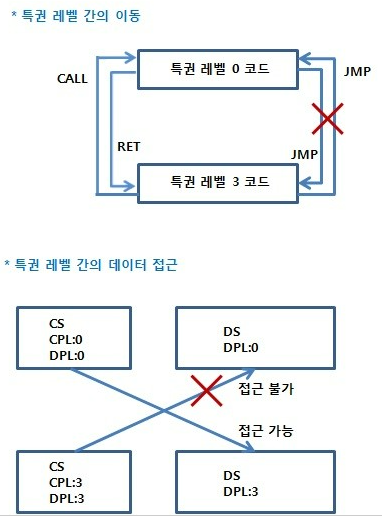 * 특권 레벨 간의 이동
특권 레벨 0 코드
JMP
CALL
RET
JMP
특권 레벨 3 코드
* 특권 레벨 간의 데이터 접근
CS
CPL:0
DPL:0
DS
DPL:0
접근 불가
접근 가능
CS
CPL:3
DPL:3
DS
DPL:3